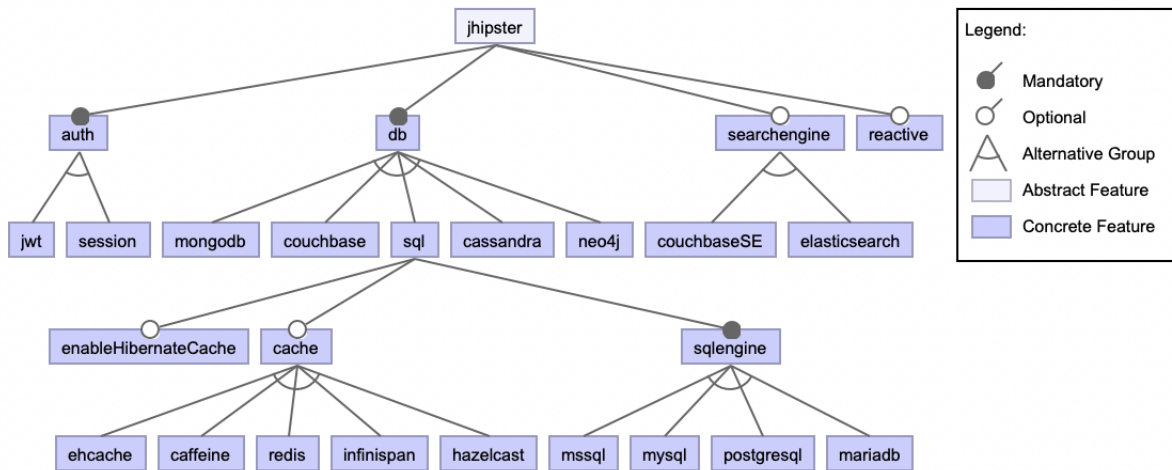 jhipster
Legend:
Mandatory
Optional
Alternative Group
Abstract Feature
Concrete Feature
auth
db
searchengine
reactive
jwt
session
mongodb
couchbase
sql
cassandra
neo4j
couchbaseSE
elasticsearch
enableHibernateCache
cache
sqlengine
ehcache
caffeine
redis
infinispan
hazelcast
mssql
mysql
postgresql
mariadb